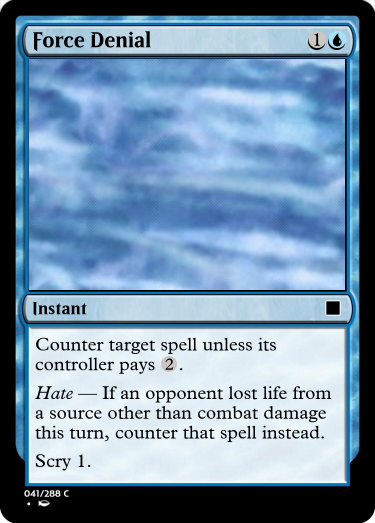 Force Denial 1
Instant
Counter target spell unless its
controller pays 2.
Hate — If an opponent lost life from
a source other than combat damage
this turn, counter that spell instead.
Scry 1.
041/288 C